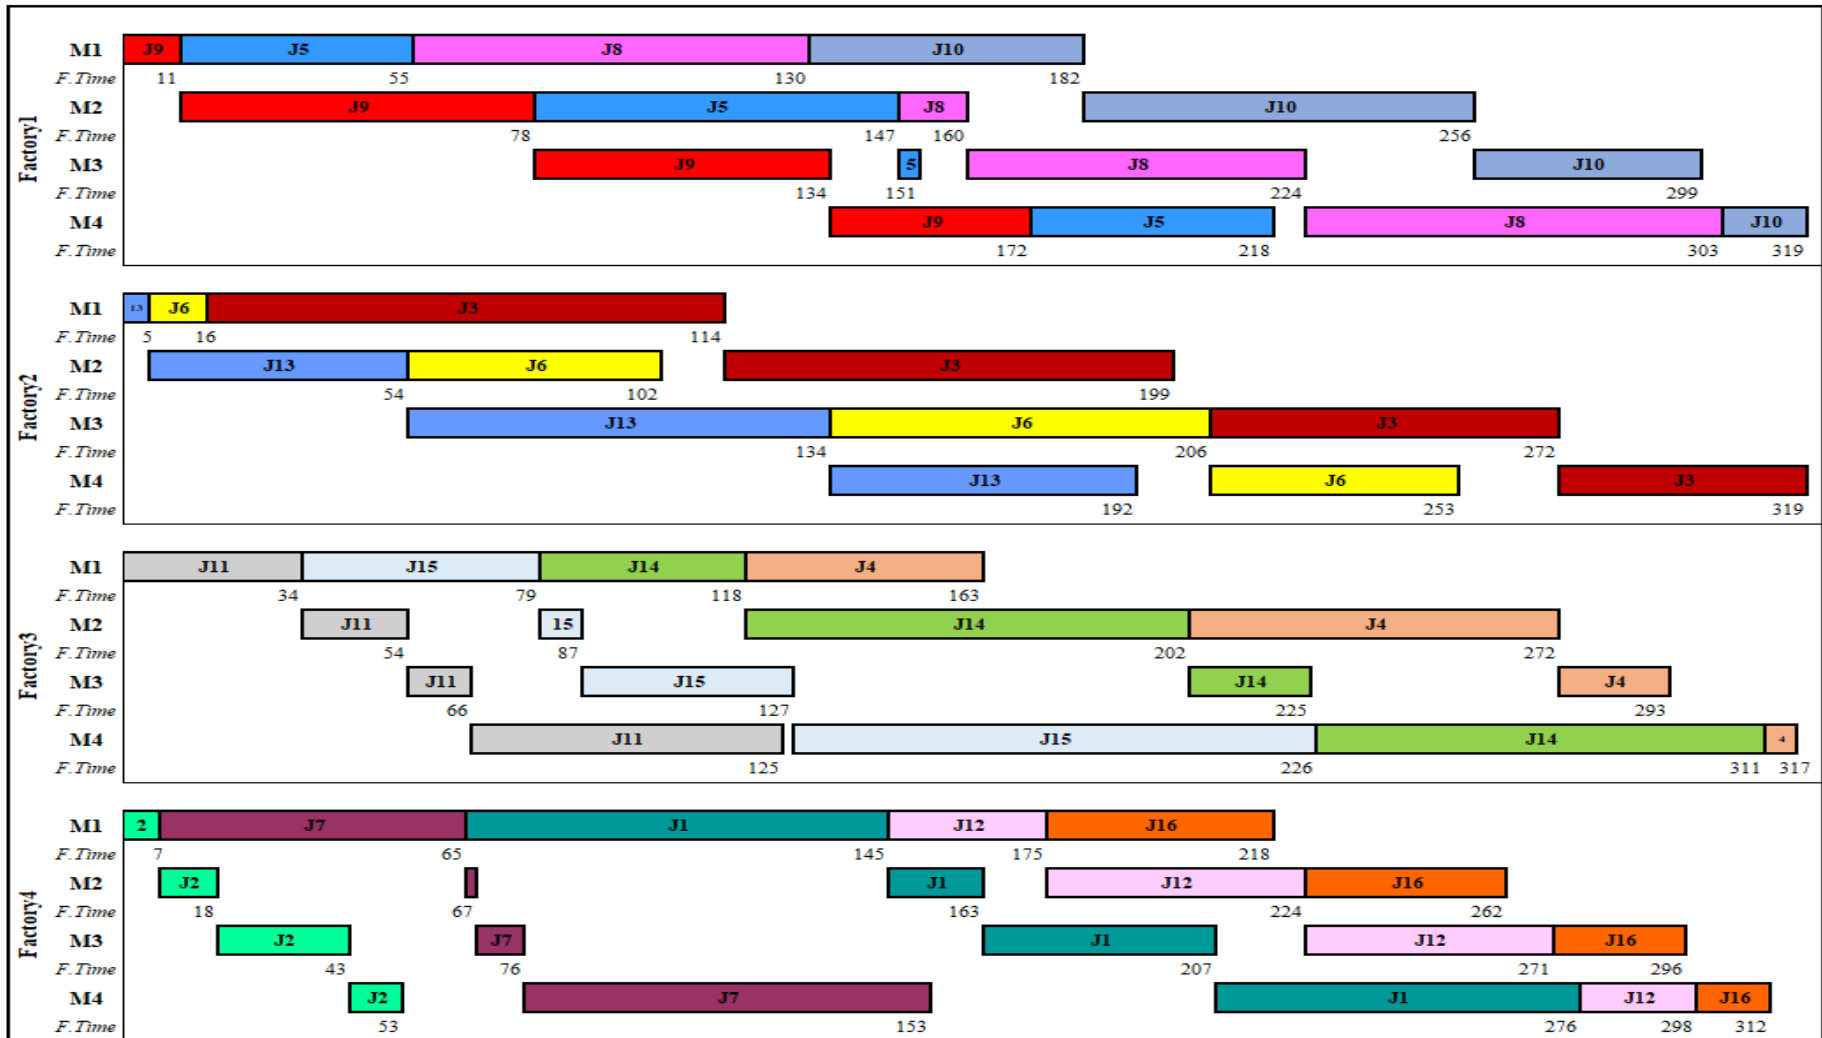 Factory1
M1 J9 J5 J8 J10
F.Time 11 55 130 182
M2 J9 J5 J8 J10
F.Time 78 147 160 256
M3 J9 5 J8 J10
F.Time 134 151 224 299
M4 J9 J5 J8 J10
F.Time 172 218 303 319
Factory2
M1 13 J6 J3
F.Time 5 16 114
M2 J13 J6 J3
F.Time 54 102 199
M3 J13 J6 J3
F.Time 134 206 272
M4 J13 J6 J3
F.Time 192 253 319
Factory3
M1 J11 J15 J14 J4
F.Time 34 79 118 163
M2 J11 15 J14 J4
F.Time 54 87 202 272
M3 J11 J15 J14 J4
F.Time 66 127 225 293
M4 J11 J15 J14 4
F.Time 125 226 311 317
Factory4
M1 2 J7 J1 J12 J16
F.Time 7 65 145 175 218
M2 J2 J1 J12 J16
F.Time 18 67 163 224 262
M3 J2 J7 J1 J12 J16
F.Time 43 76 207 271 296
M4 J2 J7 J1 J12 J16
F.Time 53 153 276 298 312